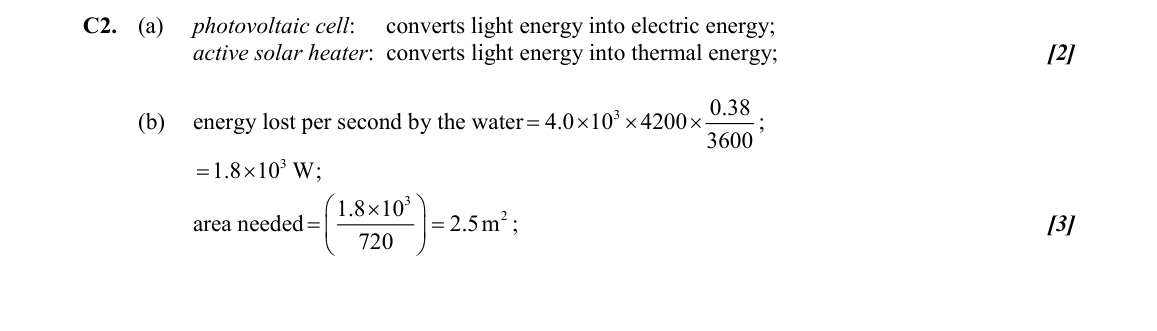 C2. (a) photovoltaic cell: converts light energy into electric energy;
active solar heater: converts light energy into thermal energy; [2]
(b) energy lost per second by the water = 4.0×10³ × 4200 × 0.38/3600 ;
= 1.8×10³ W;
area needed = (1.8×10³/720) = 2.5 m² ; [3]